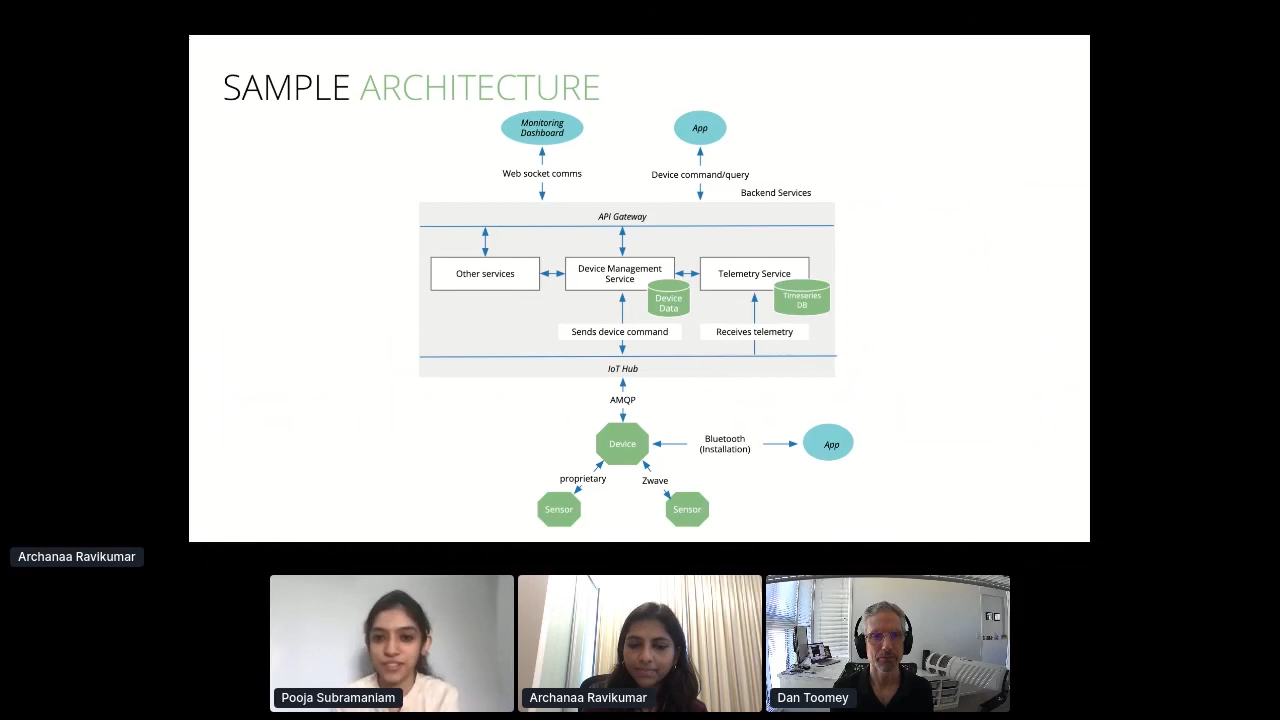 SAMPLE ARCHITECTURE
Monitoring
Dashboard
App
Web socket comms
Device command/query
Backend Services
API Gateway
Other services
Device Management
Service
Telemetry Service
Device
Data
Timeseries
DB
Sends device command
Receives telemetry
IoT Hub
AMQP
Device
Bluetooth
(Installation)
App
proprietary
Zwave
Sensor
Sensor
Archanaa Ravikumar
Pooja Subramaniam
Archanaa Ravikumar
Dan Toomey